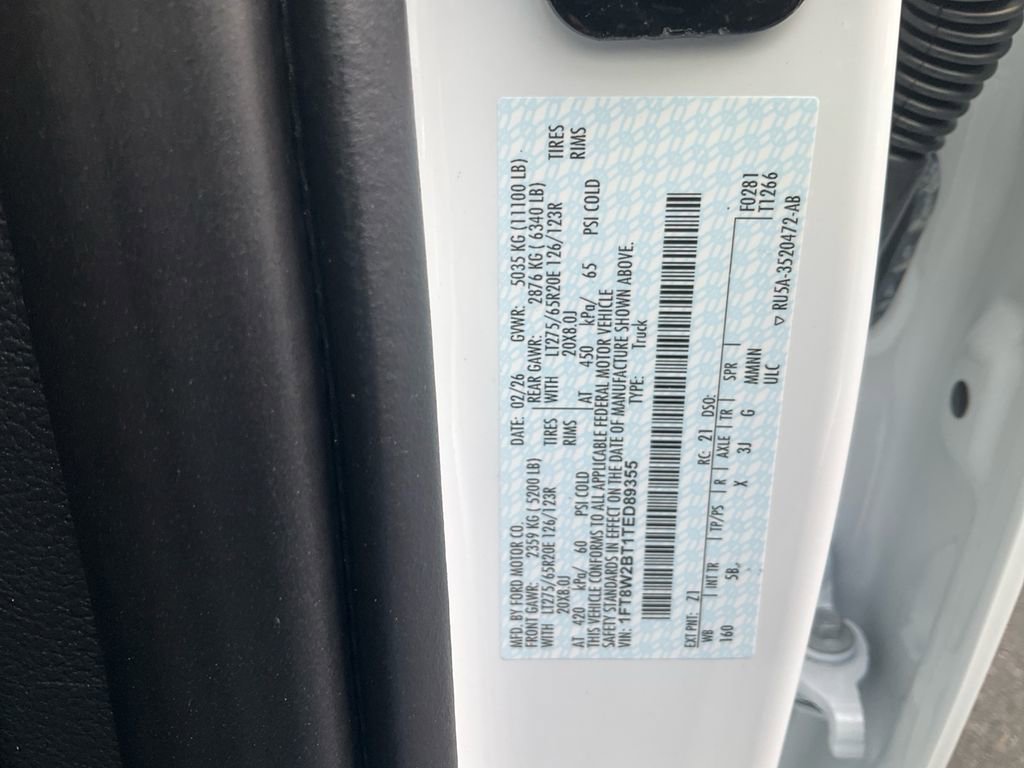 MFD. BY FORD MOTOR CO. DATE: 02/26 GVWR: 5035 KG (11100 LB)
FRONT GAWR: 2359 KG ( 5200 LB) REAR GAWR: 2876 KG ( 6340 LB)
WITH LT275/65R20E 126/123R TIRES WITH LT275/65R20E 126/123R TIRES
20X8.0J RIMS 20X8.0J RIMS
AT 420 kPa/ 60 PSI COLD AT 450 kPa/ 65 PSI COLD
THIS VEHICLE CONFORMS TO ALL APPLICABLE FEDERAL MOTOR VEHICLE
SAFETY STANDARDS IN EFFECT ON THE DATE OF MANUFACTURE SHOWN ABOVE.
VIN: 1FT8W2BT1TED89355 TYPE: Truck
EXT PNT: Z1 RC: 21 DSO: F0281
WB INT TR TP/PS R AXLE TR SPR T1266
160 5B X 3J G MMMNN
ULC ▽ RU5A-3520472-AB